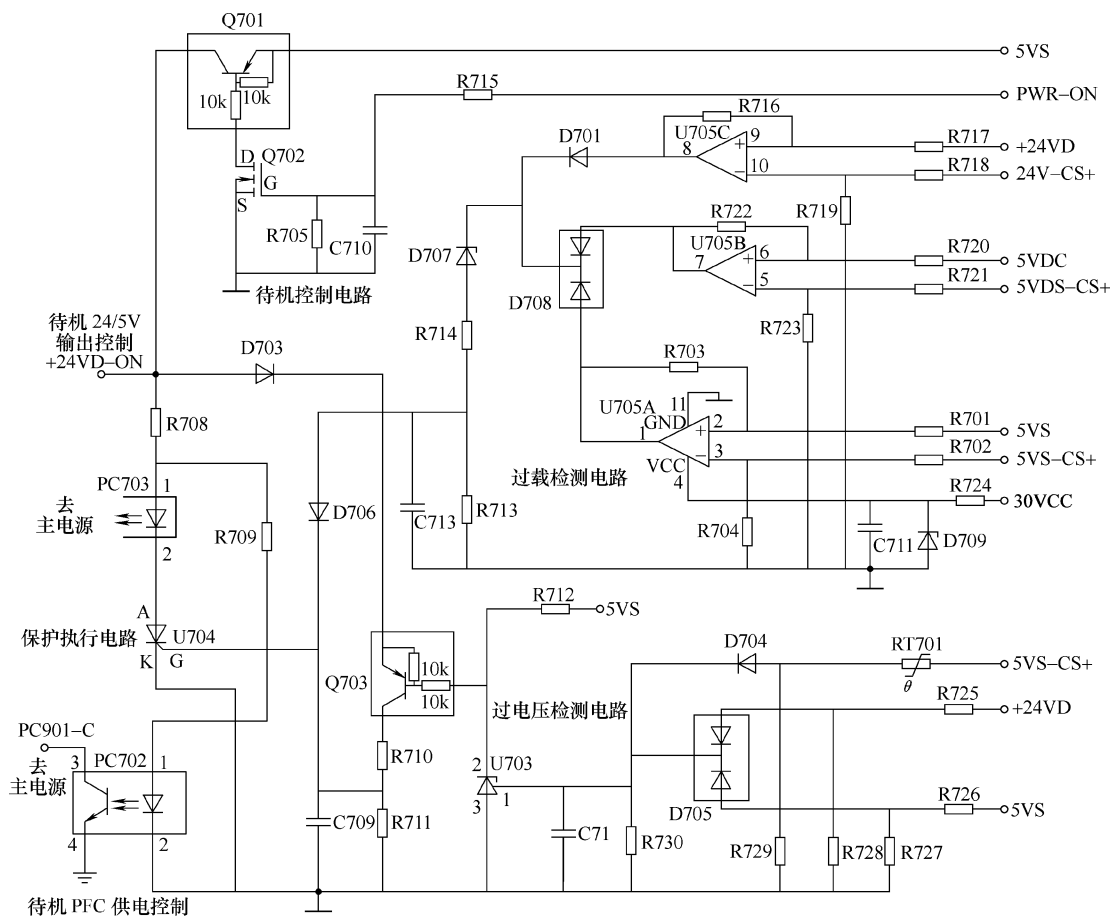 Q701
5VS
10k
10k
R715
PWR-ON
R716
D701
U705C
9
8
10
R717
+24VD
R718
24V-CS+
D
Q702
G
S
R705
C710
R719
R722
D707
U705B
6
7
5
R720
5VDC
R721
5VDS-CS+
待机控制电路
D708
待机 24/5V
输出控制
+24VD-ON
R714
R723
D703
R703
R708
U705A
11
GND
2
1
3
VCC
4
R701
5VS
R702
5VS-CS+
过载检测电路
R724
30VCC
PC703
1
去
主电源
2
R709
D706
C713
R713
R704
C711
D709
R712
5VS
A
保护执行电路
U704
K
G
D704
RT701
θ
5VS-CS+
10k
Q703
10k
过电压检测电路
R725
+24VD
PC901-C
去
主电源
3
PC702
1
R710
2
U703
3
1
D705
R726
5VS
4
2
C709
R711
C71
R730
R729
R728
R727
待机 PFC 供电控制